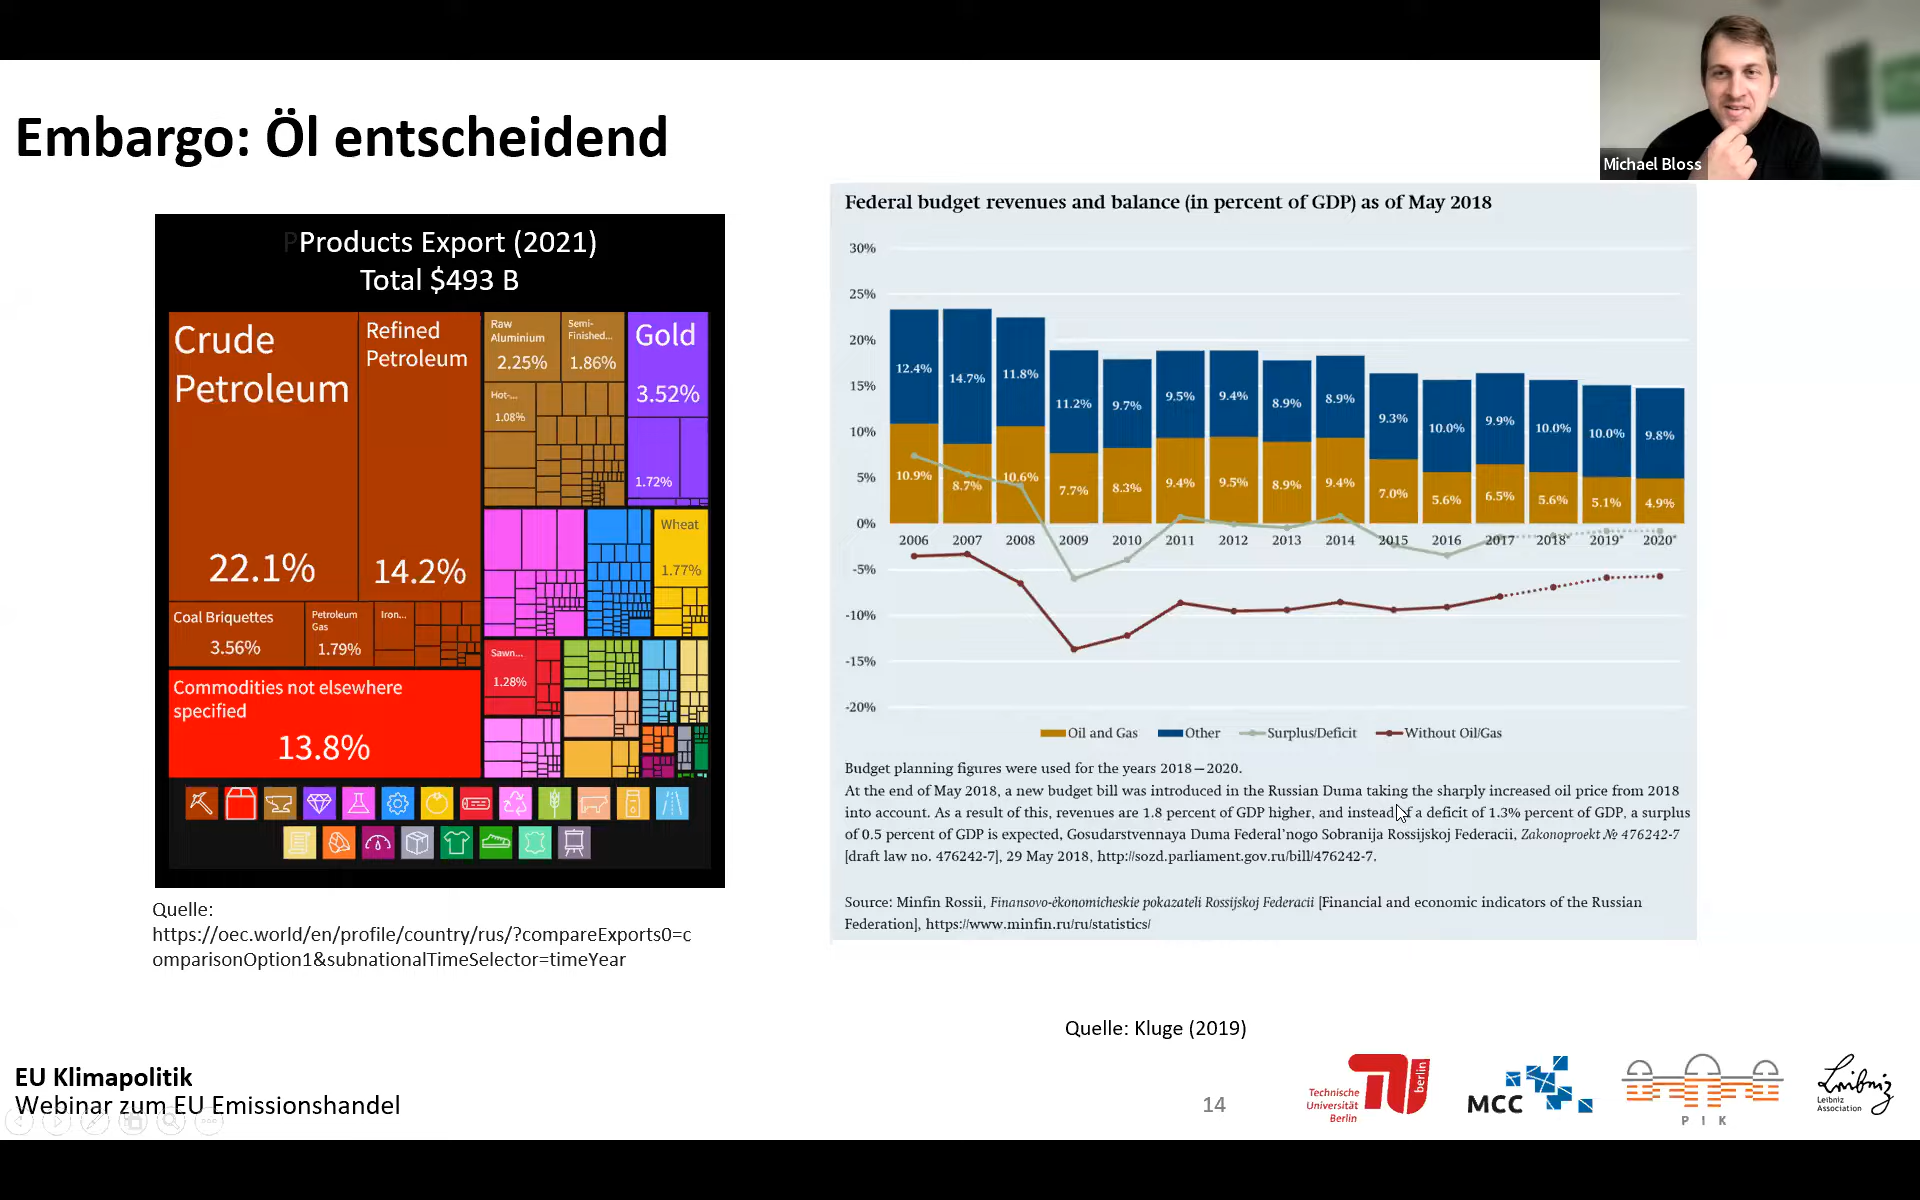 Michael Bloss
Embargo: Öl entscheidend
PProducts Export (2021)
Total $493 B
Crude
Petroleum
22.1%
Refined
Petroleum
14.2%
Raw
Aluminium
2.25%
Semi-
Finished...
1.86%
Hot-...
1.08%
Gold
3.52%
1.72%
Wheat
1.77%
Coal Briquettes
3.56%
Petroleum
Gas
1.79%
Iron...
Sawn...
1.28%
Commodities not elsewhere
specified
13.8%
Quelle:
https://oec.world/en/profile/country/rus/?compareExports0=c
omparisonOption1&subnationalTimeSelector=timeYear
Federal budget revenues and balance (in percent of GDP) as of May 2018
30%
25%
20%
15%
10%
5%
0%
-5%
-10%
-15%
-20%
12.4% 14.7% 11.8% 11.2% 9.7% 9.5% 9.4% 8.9% 8.9% 9.3% 10.0% 9.9% 10.0% 10.0% 9.8%
10.9% 8.7% 10.6% 7.7% 8.3% 9.4% 9.5% 8.9% 9.4% 7.0% 5.6% 6.5% 5.6% 5.1% 4.9%
2006 2007 2008 2009 2010 2011 2012 2013 2014 2015 2016 2017 2018* 2019* 2020*
Oil and Gas Other Surplus/Deficit Without Oil/Gas
Budget planning figures were used for the years 2018—2020.
At the end of May 2018, a new budget bill was introduced in the Russian Duma taking the sharply increased oil price from 2018
into account. As a result of this, revenues are 1.8 percent of GDP higher, and instead of a deficit of 1.3% percent of GDP, a surplus
of 0.5 percent of GDP is expected, Gosudarstvennaya Duma Federal’nogo Sobranija Rossijskoj Federacii, Zakonoproekt № 476242-7
[draft law no. 476242-7], 29 May 2018, http://sozd.parliament.gov.ru/bill/476242-7.
Source: Minfin Rossii, Finansovo-ėkonomicheskie pokazateli Rossijskoj Federacii [Financial and economic indicators of the Russian
Federation], https://www.minfin.ru/ru/statistics/
Quelle: Kluge (2019)
EU Klimapolitik
Webinar zum EU Emissionshandel
14
Technische
Universität
Berlin
berlin
MCC
PIK
Leibniz
Leibniz
Association